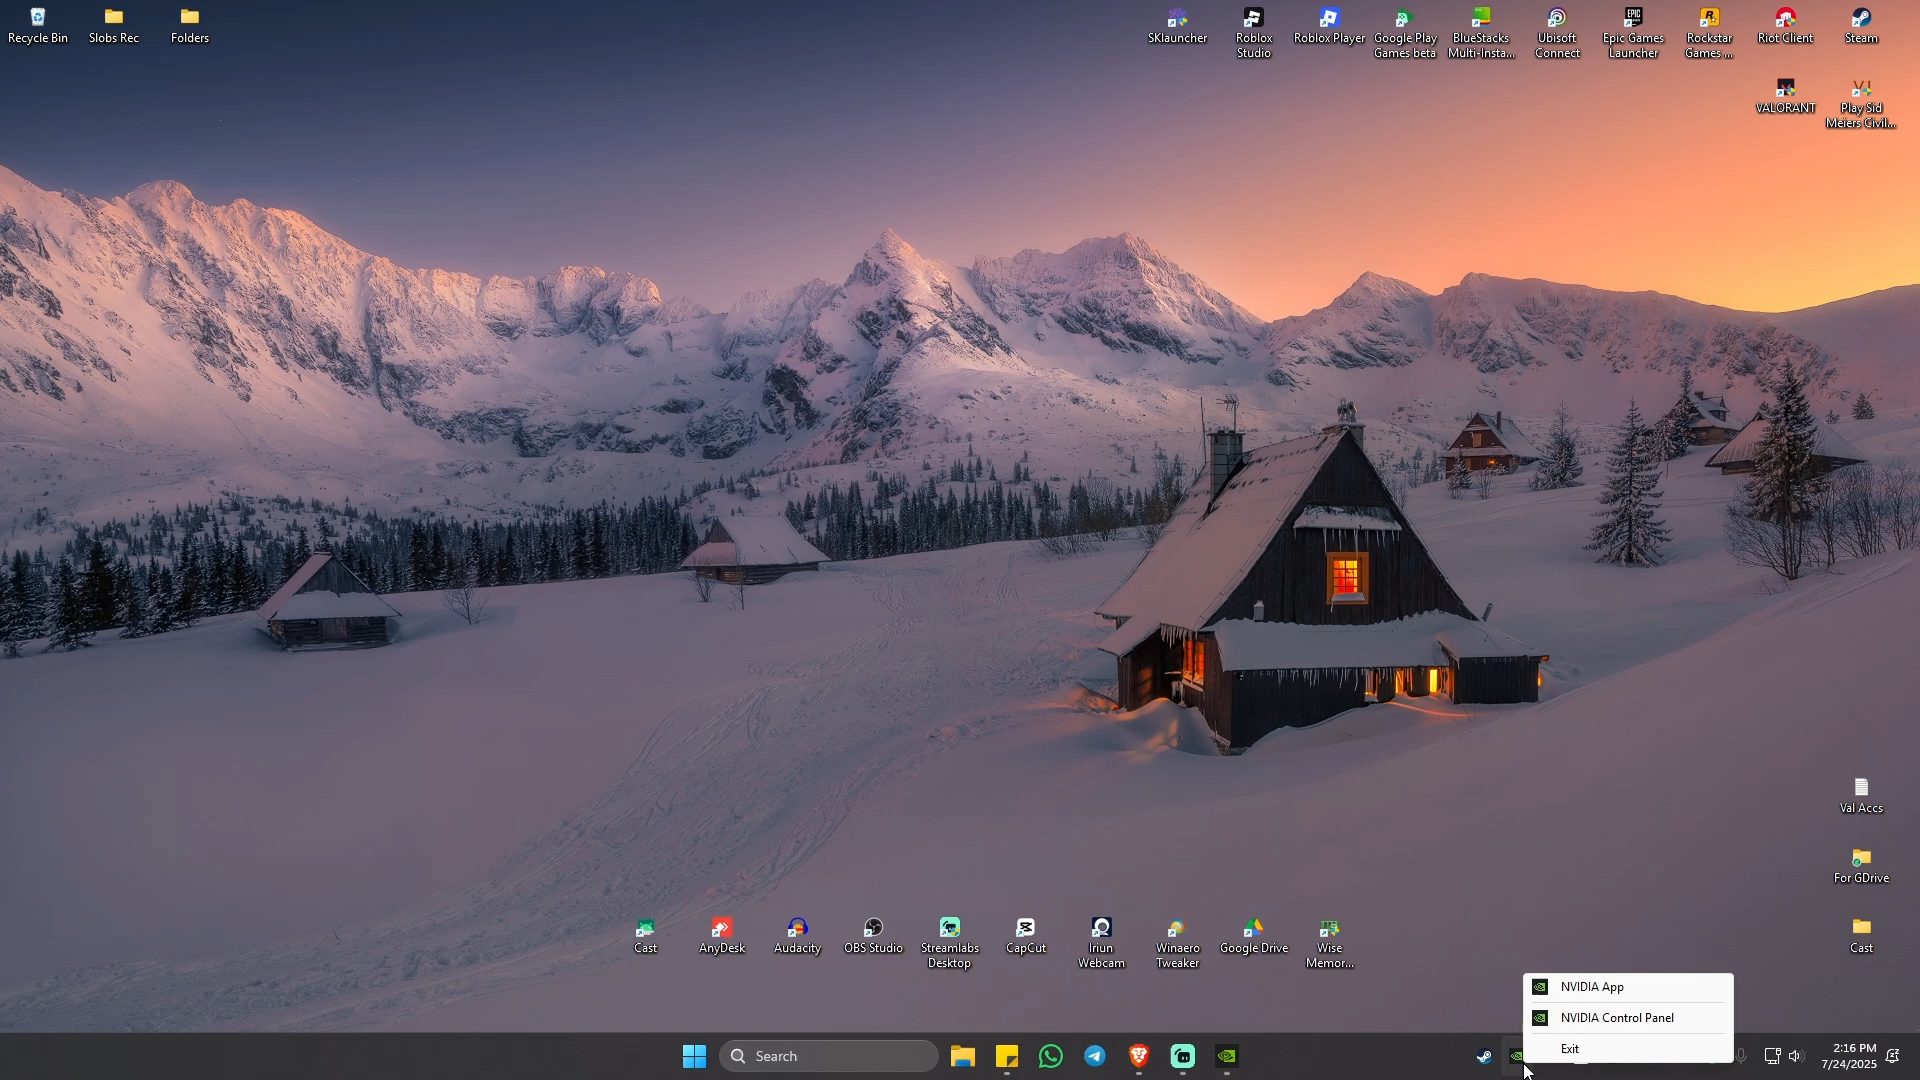 Recycle Bin
Slobs Rec
Folders
SKlauncher
Roblox
Studio
Roblox Player
Google Play
Games beta
BlueStacks
Multi-Insta...
Ubisoft
Connect
EPIC
GAMES
Epic Games
Launcher
Rockstar
Games ...
Riot Client
Steam
VALORANT
Play Sid
Meiers Civil...
Val Accs
For GDrive
Cast
Cast
AnyDesk
Audacity
OBS Studio
Streamlabs
Desktop
CapCut
Iriun
Webcam
Winaero
Tweaker
Google Drive
Wise
Memor...
NVIDIA App
NVIDIA Control Panel
Exit
Search
2:16 PM
7/24/2025